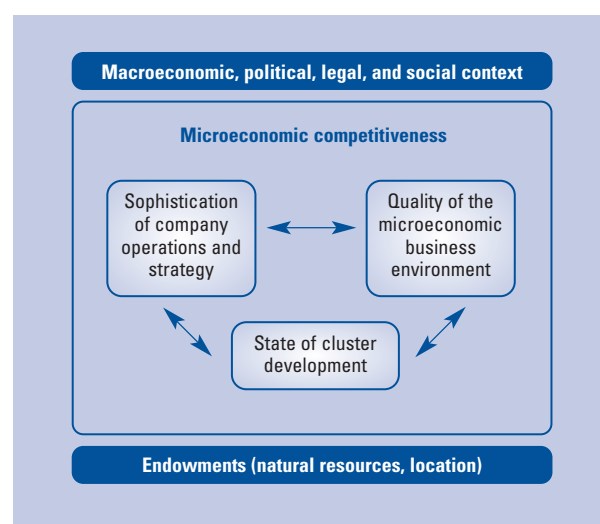 Macroeconomic, political, legal, and social context
Microeconomic competitiveness
Sophistication
of company
operations and
strategy
Quality of the
microeconomic
business
environment
State of cluster
development
Endowments (natural resources, location)